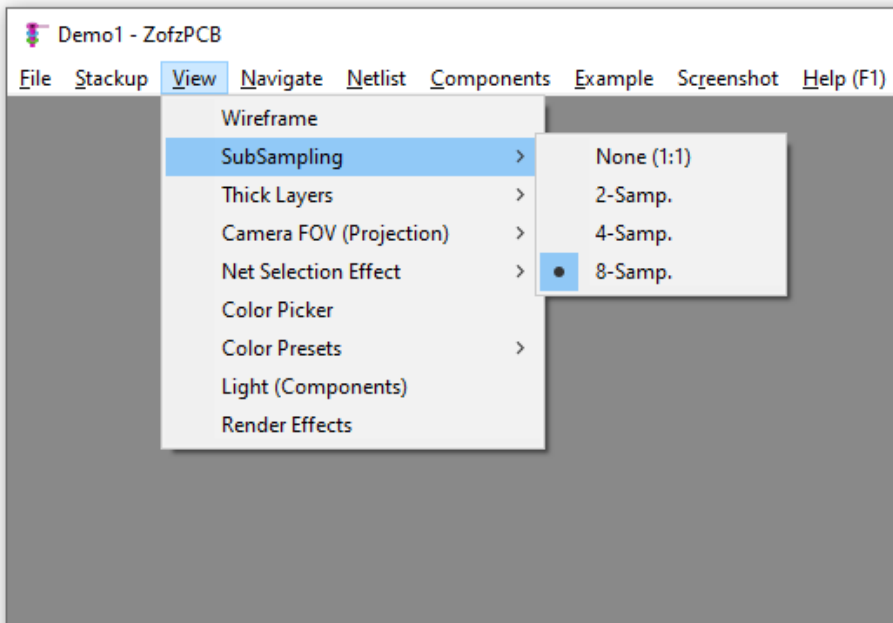 Demo1 - ZofzPCB
File Stackup View Navigate Netlist Components Example Screenshot Help (F1)
Wireframe
SubSampling
Thick Layers
Camera FOV (Projection)
Net Selection Effect
Color Picker
Color Presets
Light (Components)
Render Effects
None (1:1)
2-Samp.
4-Samp.
8-Samp.